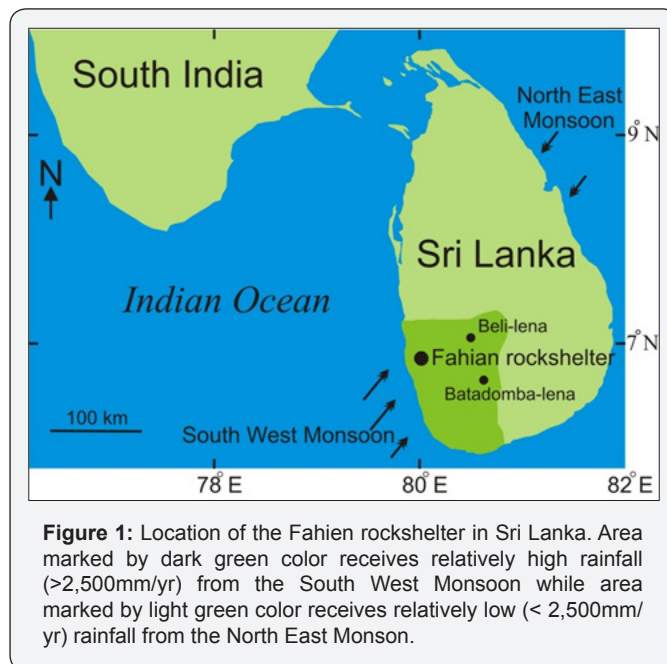 South India
North East
Monsoon
9°N
N
Sri Lanka
Indian Ocean
Beli-lena
7°N
Fahian rockshelter
Batadomba-lena
100 km
South West Monsoon
78°E
80°E
82°E
Figure 1: Location of the Fahien rockshelter in Sri Lanka. Area
marked by dark green color receives relatively high rainfall
(>2,500mm/yr) from the South West Monsoon while area
marked by light green color receives relatively low (< 2,500mm/
yr) rainfall from the North East Monson.